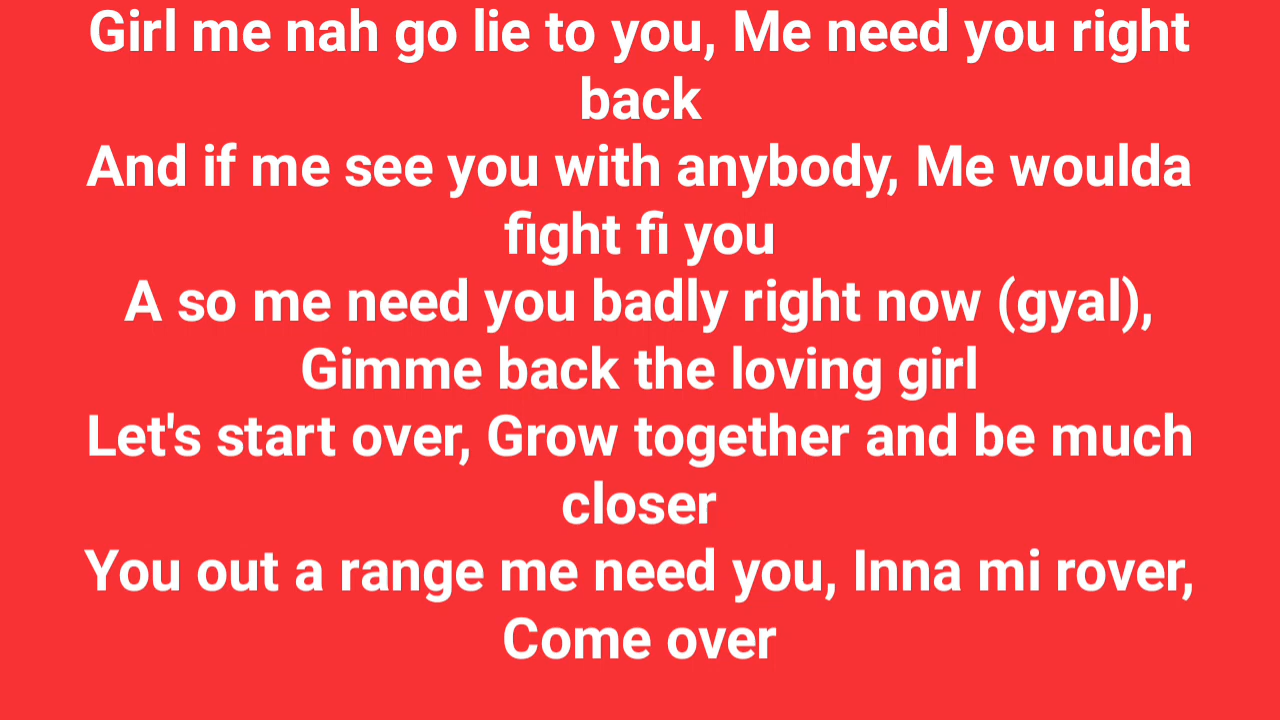 Girl me nah go lie to you, Me need you right
back
And if me see you with anybody, Me woulda
fight fi you
A so me need you badly right now (gyal),
Gimme back the loving girl
Let's start over, Grow together and be much
closer
You out a range me need you, Inna mi rover,
Come over